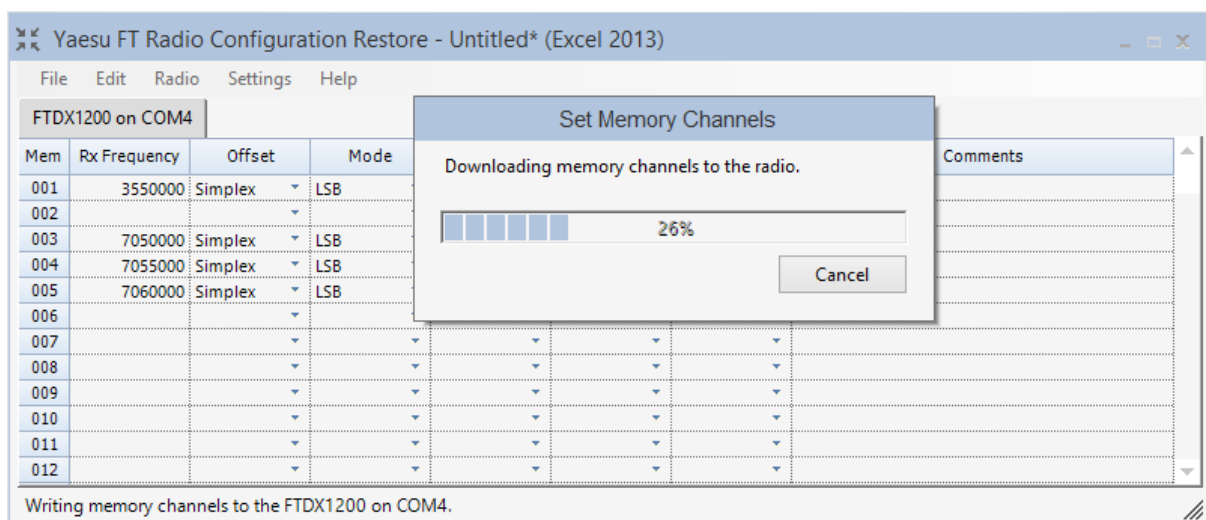 Yaesu FT Radio Configuration Restore - Untitled* (Excel 2013)
File Edit Radio Settings Help
FTDX1200 on COM4
Set Memory Channels
Downloading memory channels to the radio.
26%
Cancel
Mem Rx Frequency Offset Mode Comments
001 3550000 Simplex LSB
002
003 7050000 Simplex LSB
004 7055000 Simplex LSB
005 7060000 Simplex LSB
006
007
008
009
010
011
012
Writing memory channels to the FTDX1200 on COM4.